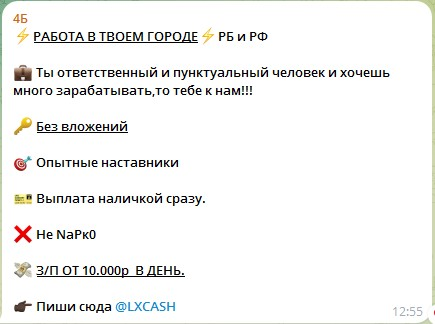 4Б
⚡РАБОТА В ТВОЕМ ГОРОДЕ⚡РБ и РФ
💼 Ты ответственный и пунктуальный человек и хочешь
много зарабатывать,то тебе к нам!!!
🔑 Без вложений
🎯 Опытные наставники
🎫 Выплата наличкой сразу.
❌ Не NaРк0
💸 З/П ОТ 10.000р В ДЕНЬ.
👉🏿 Пиши сюда @LXCASH
12:55